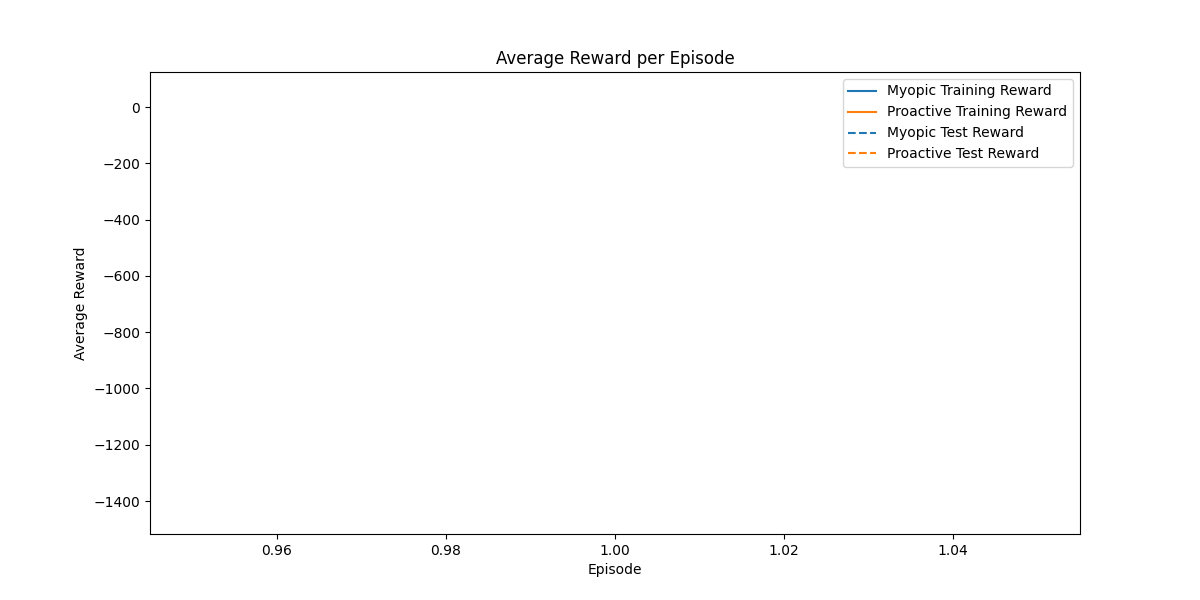 Average Reward per Episode
Myopic Training Reward
Proactive Training Reward
Myopic Test Reward
Proactive Test Reward
Average Reward
0
−200
−400
−600
−800
−1000
−1200
−1400
0.96 0.98 1.00 1.02 1.04
Episode